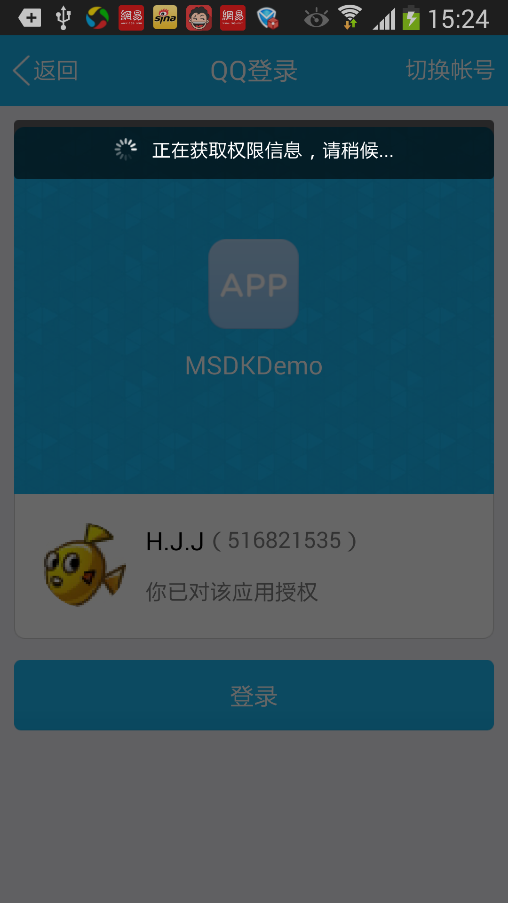 網易
sina
網易
15:24
返回
QQ登录
切换帐号
正在获取权限信息，请稍候...
APP
MSDKDemo
H.J.J（516821535）
你已对该应用授权
登录